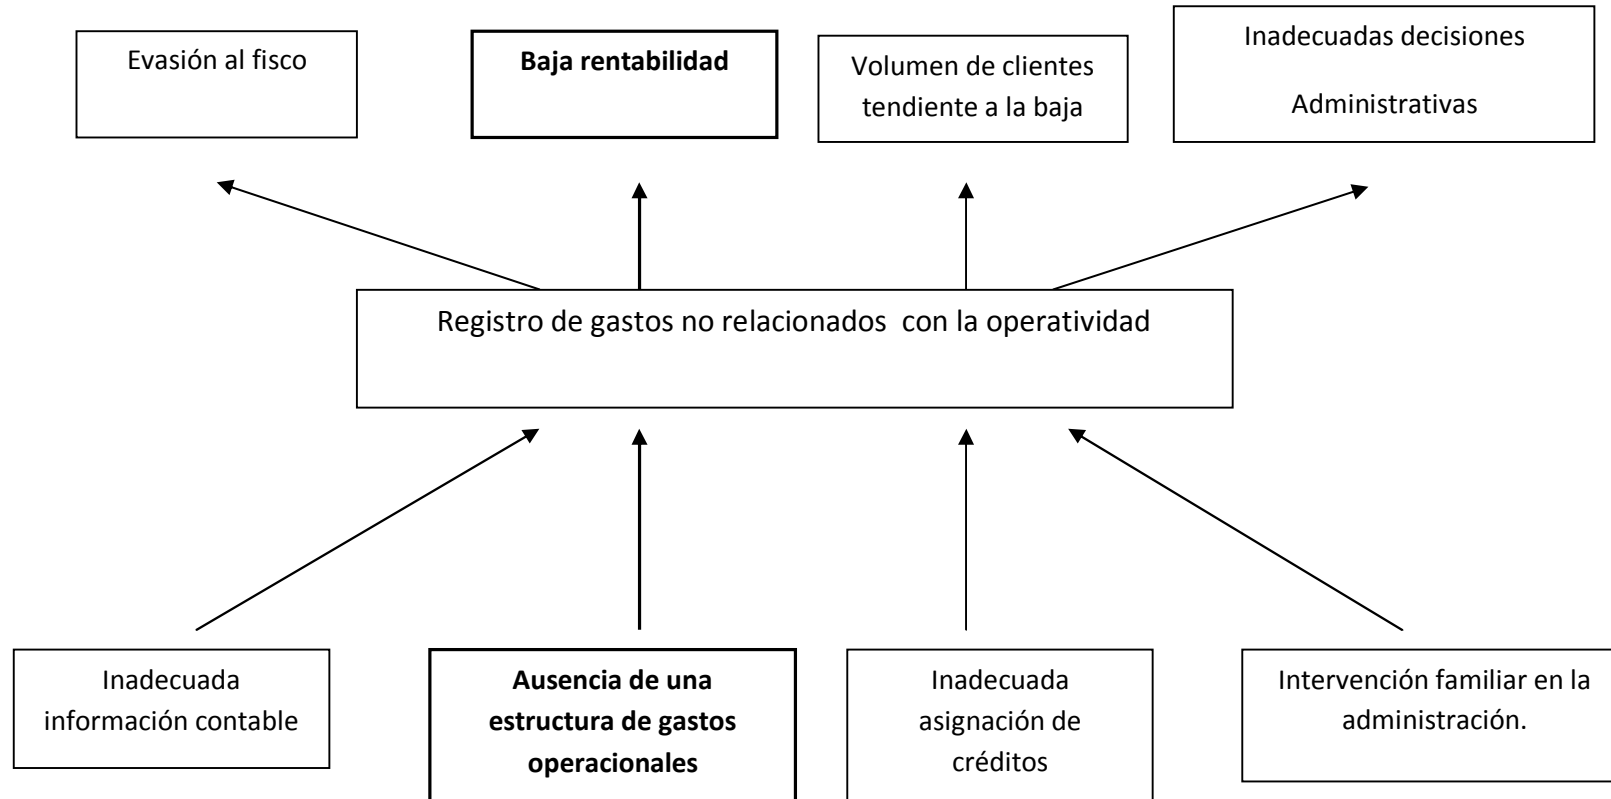 Evasión al fisco
Baja rentabilidad
Volumen de clientes
tendiente a la baja
Inadecuadas decisiones
Administrativas
Registro de gastos no relacionados con la operatividad
Inadecuada
información contable
Ausencia de una
estructura de gastos
operacionales
Inadecuada
asignación de
créditos
Intervención familiar en la
administración.